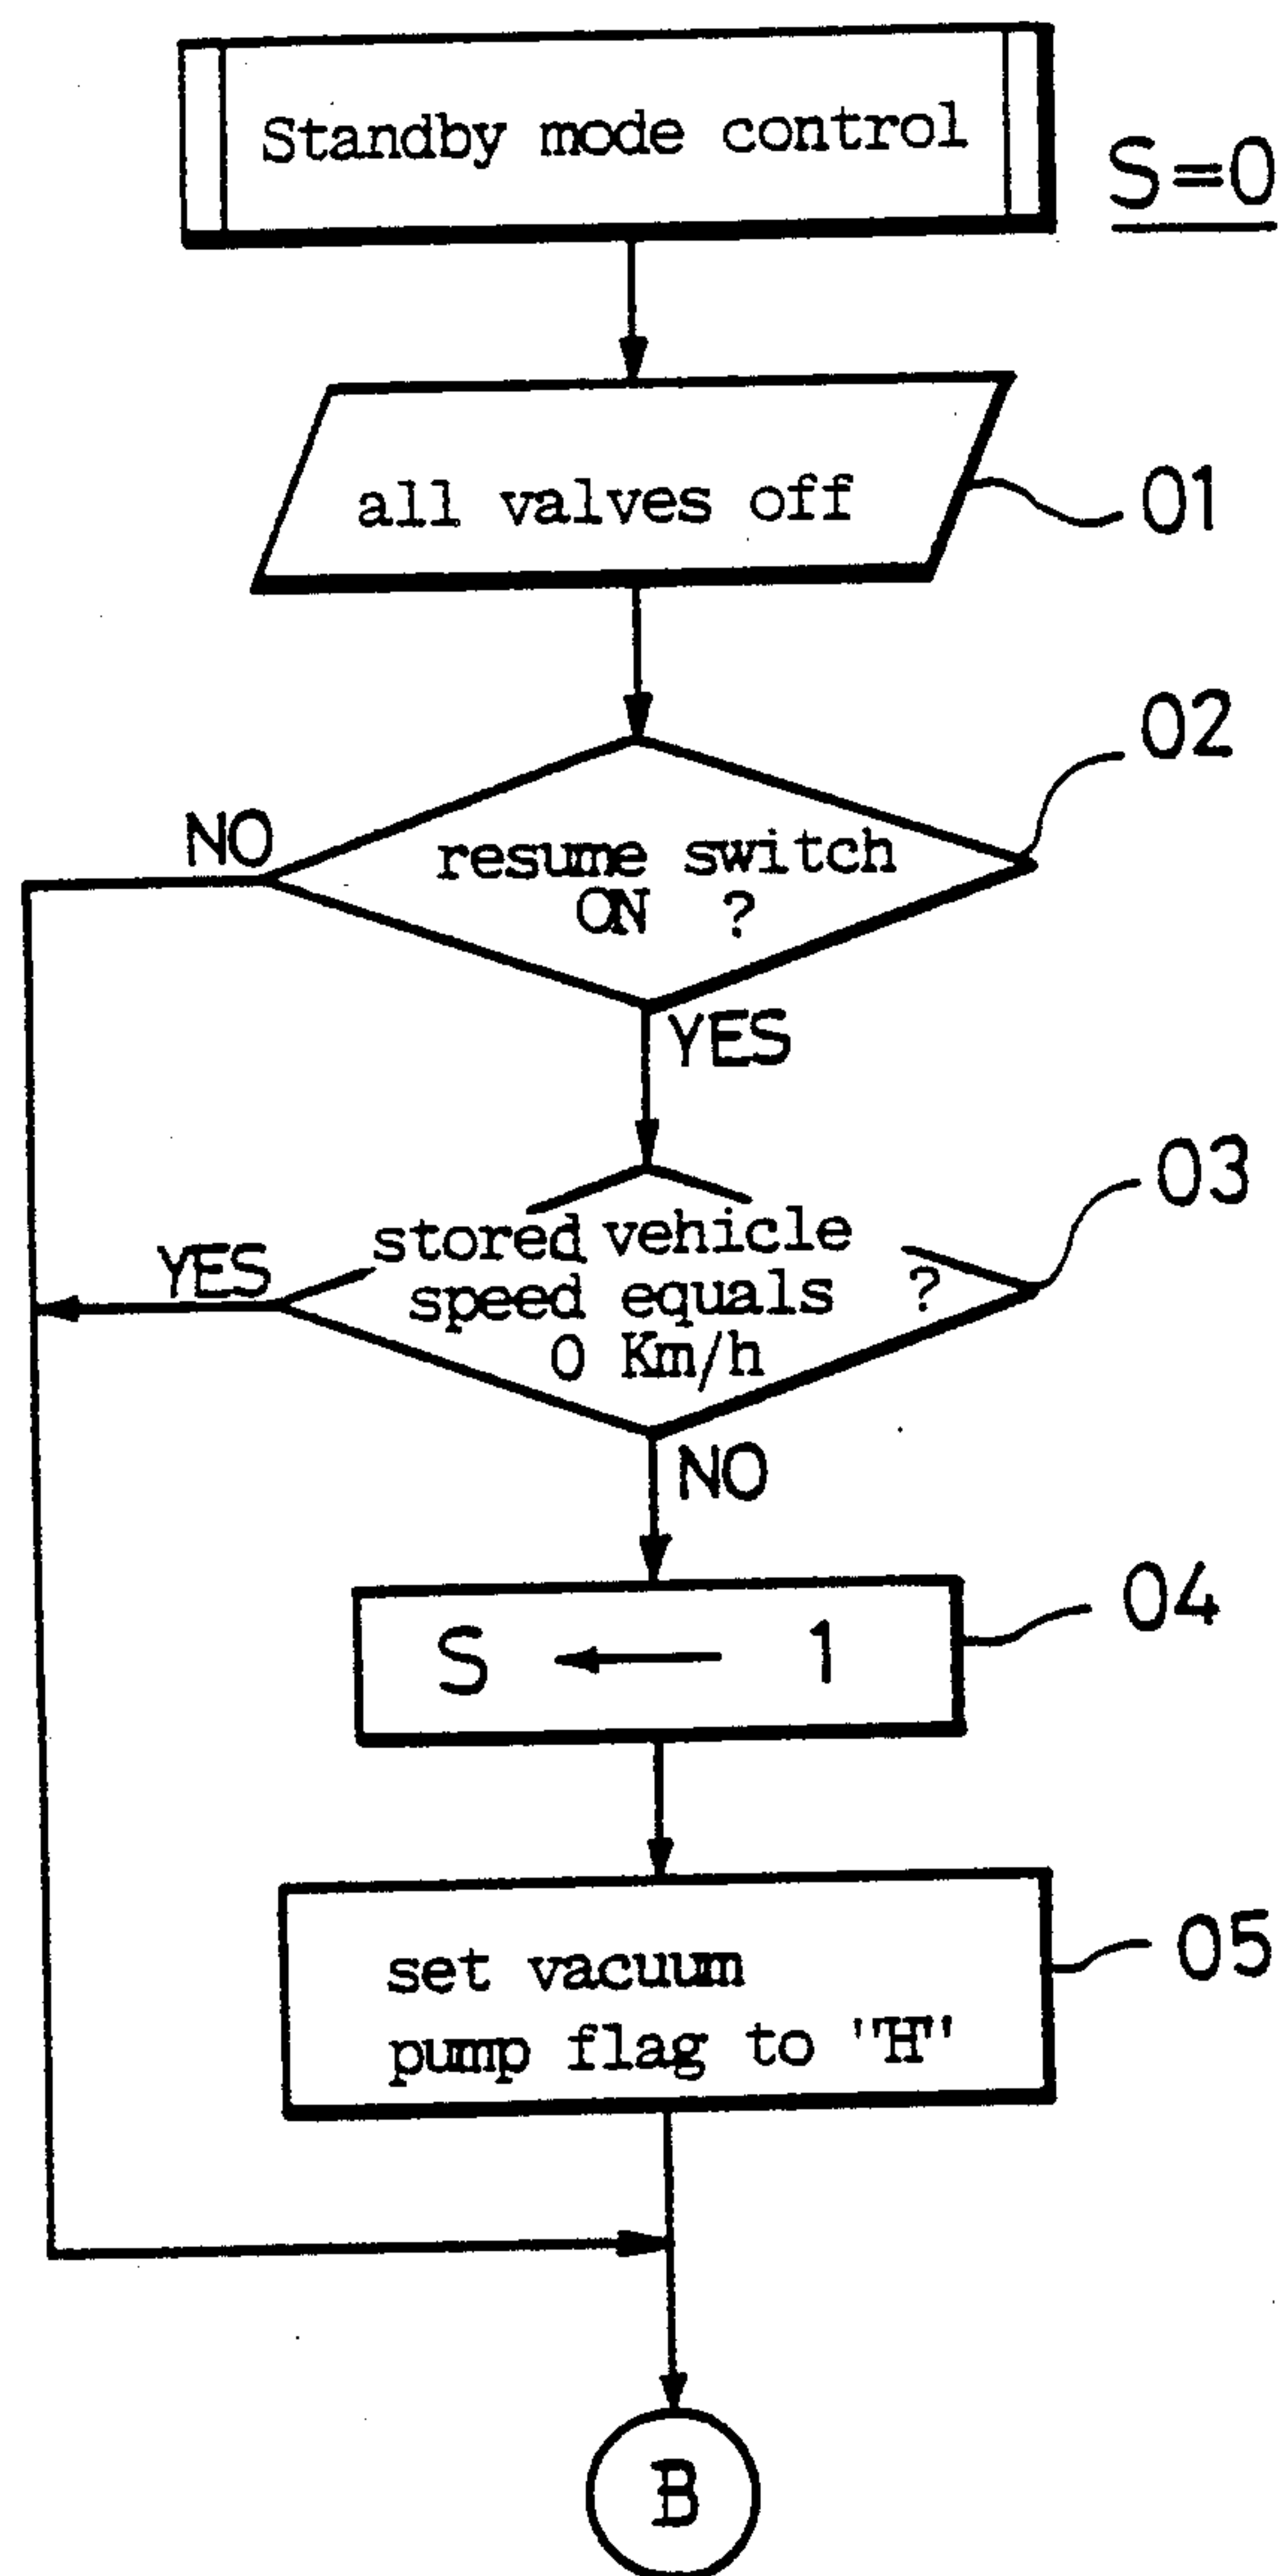 Standby mode control
S=0
all valves off
01
02
NO
resume switch
ON ?
YES
03
stored vehicle
YES
speed equals ?
0 Km/h
NO
04
S ← 1
05
set vacuum
pump flag to "H"
B